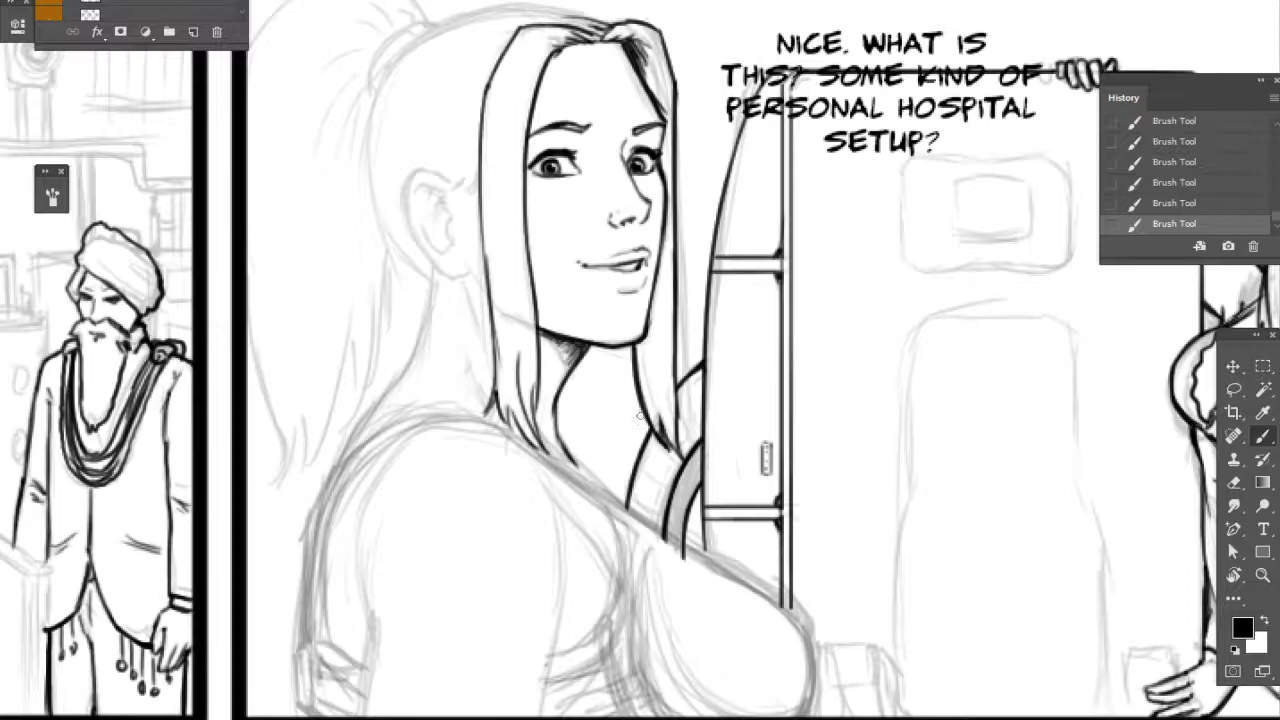 NICE. WHAT IS
THIS? SOME KIND OF
PERSONAL HOSPITAL
SETUP?
History
Brush Tool
Brush Tool
Brush Tool
Brush Tool
Brush Tool
Brush Tool
fx